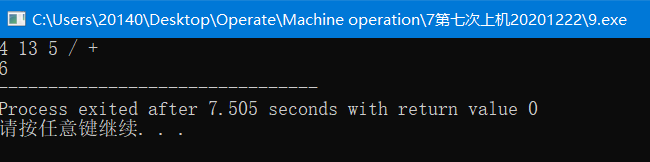 C:\Users\20140\Desktop\Operate\Machine operation\7第七次上机20201222\9.exe
4 13 5 / +
6
--------------------------------
Process exited after 7.505 seconds with return value 0
请按任意键继续. . .